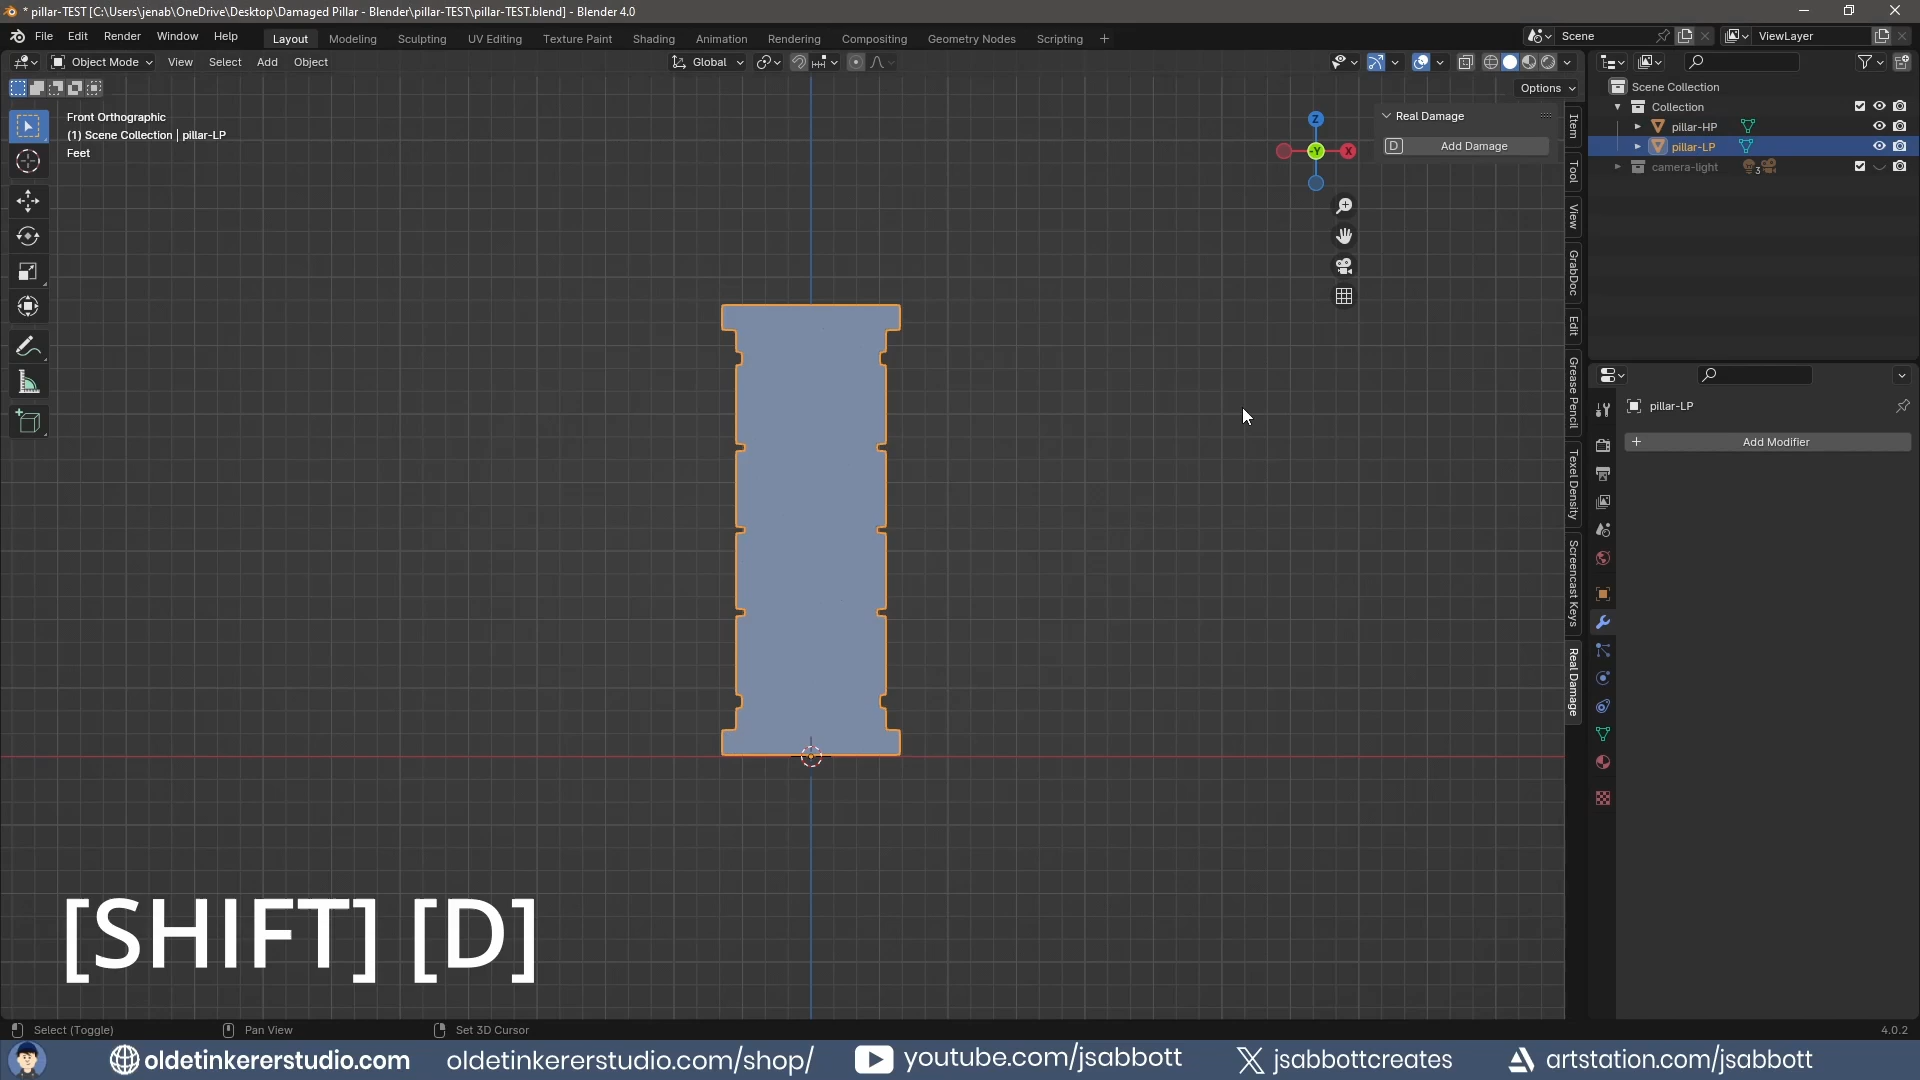 * pillar-TEST [C:\Users\jenab\OneDrive\Desktop\Damaged Pillar - Blender\pillar-TEST\pillar-TEST.blend] - Blender 4.0
File Edit Render Window Help Layout Modeling Sculpting UV Editing Texture Paint Shading Animation Rendering Compositing Geometry Nodes Scripting + Scene ViewLayer
Object Mode View Select Add Object Global
Options
Scene Collection
Collection
pillar-HP
pillar-LP
camera-light 3
Front Orthographic
(1) Scene Collection | pillar-LP
Feet
Z
-Y X
Real Damage
D Add Damage
Item
Tool
View
GrabDoc
Edit
Grease Pencil
Texel Density
Screencast Keys
Real Damage
pillar-LP
+ Add Modifier
[SHIFT] [D]
Select (Toggle) Pan View Set 3D Cursor 4.0.2
oldetinkererstudio.com oldetinkererstudio.com/shop/ youtube.com/jsabbott jsabbottcreates artstation.com/jsabbott